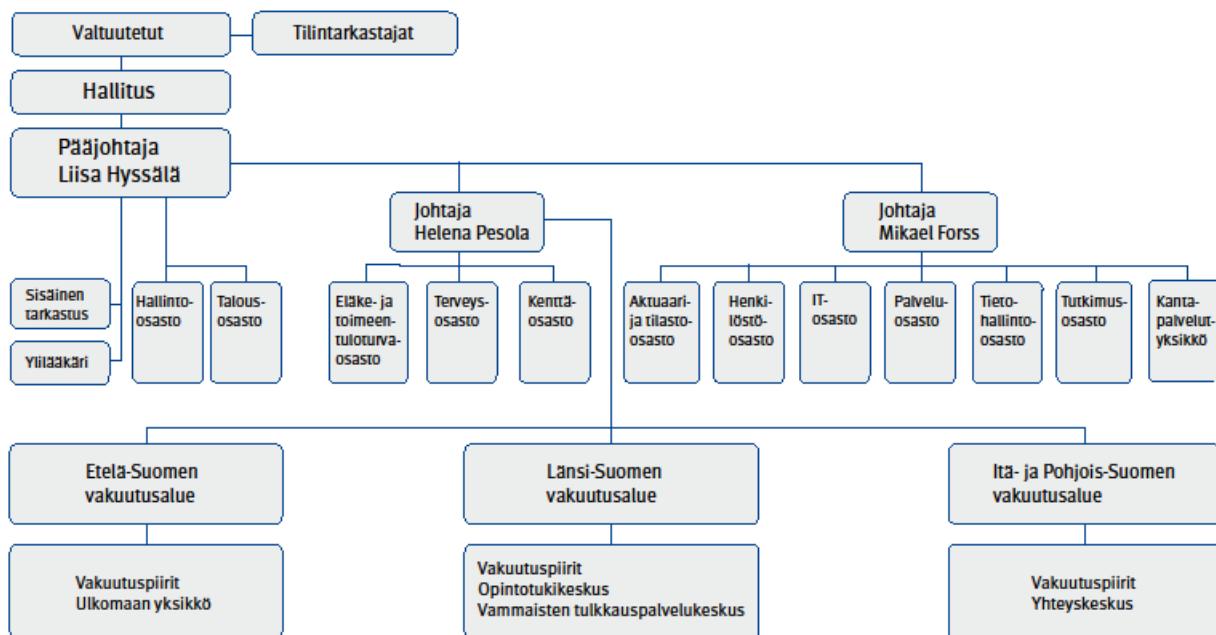 Valtuutetut
Tilintarkastajat
Hallitus
Pääjohtaja
Liisa Hyssälä
Johtaja
Helena Pesola
Johtaja
Mikael Forss
Sisäinen
tarkastus
Ylilääkäri
Hallinto-
osasto
Talous-
osasto
Eläke- ja
toimeen-
tuloturva-
osasto
Terveys-
osasto
Kenttä-
osasto
Aktuaari-
ja tilasto-
osasto
Henki-
löstö-
osasto
IT-
osasto
Palvelu-
osasto
Tieto-
hallinto-
osasto
Tutkimus-
osasto
Kanta-
palvelut-
yksikkö
Etelä-Suomen
vakuutusalue
Länsi-Suomen
vakuutusalue
Itä- ja Pohjois-Suomen
vakuutusalue
Vakuutuspiirit
Ulkomaan yksikkö
Vakuutuspiirit
Opintotukikeskus
Vammaisten tulkkauspalvelukeskus
Vakuutuspiirit
Yhteyskeskus